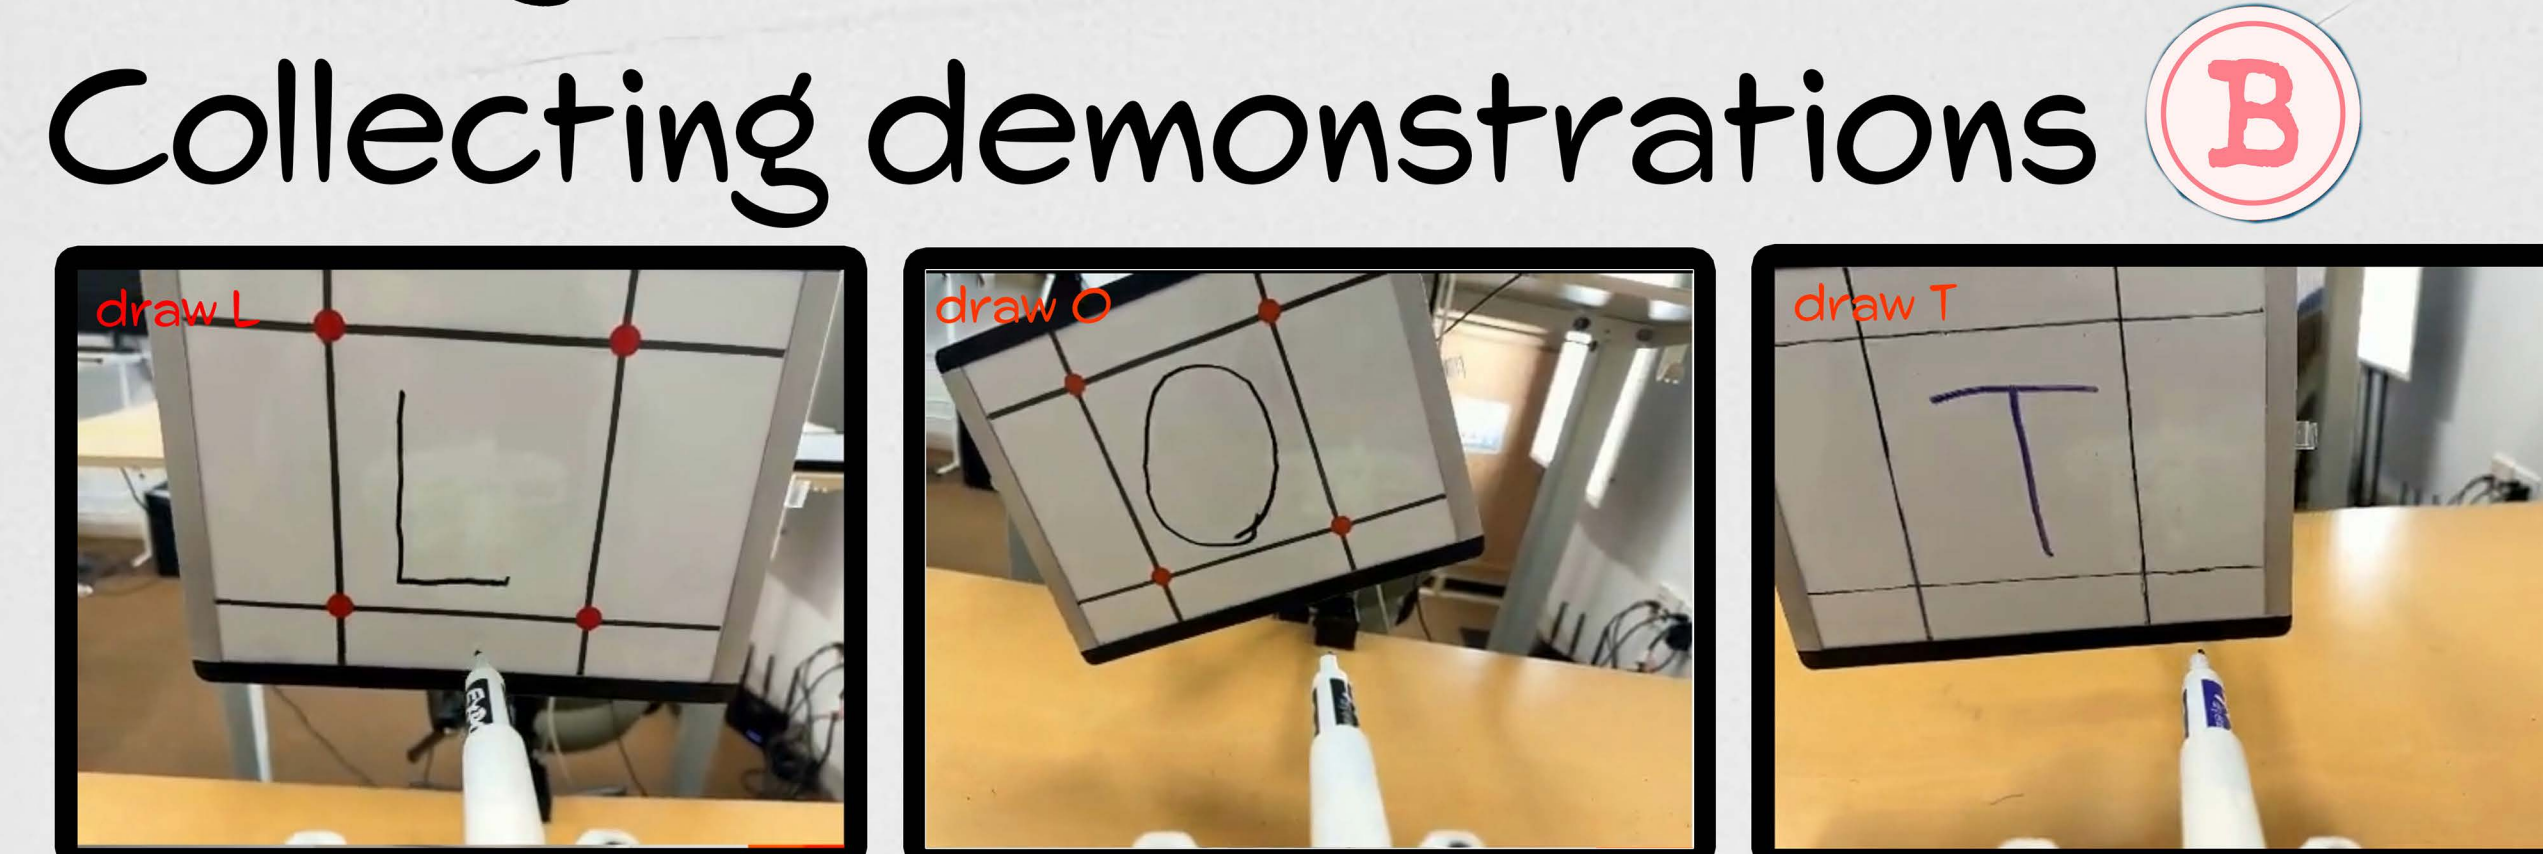 Collecting demonstrations B
draw L
L
draw O
O
draw T
T